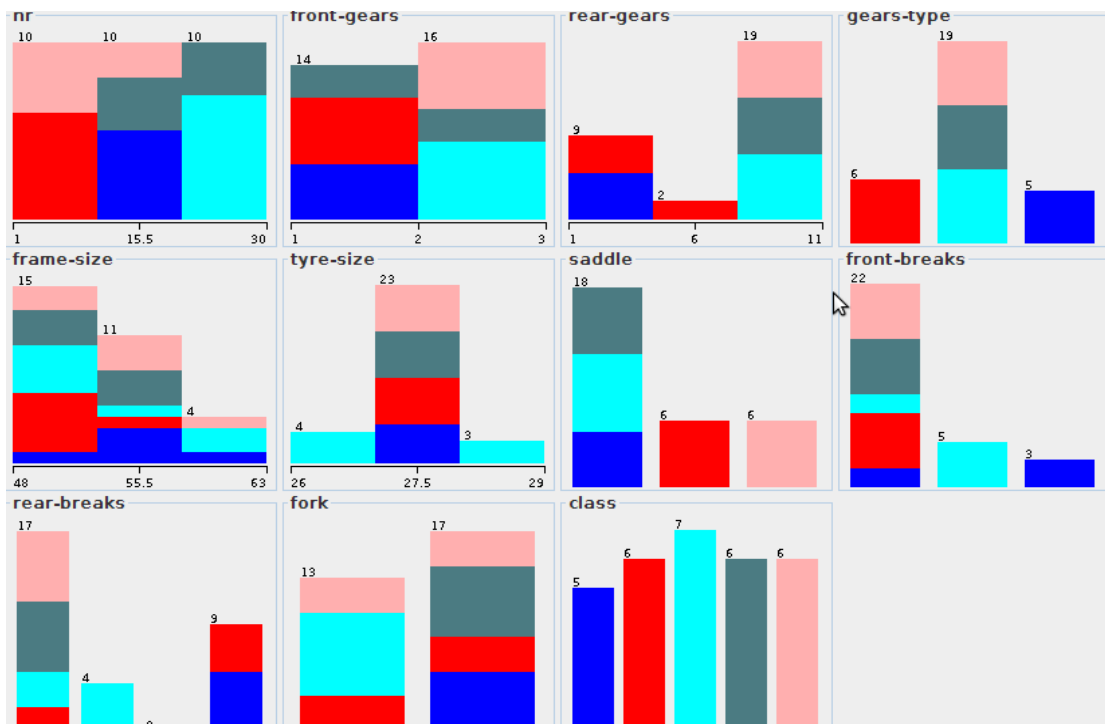 nr
front-gears
rear-gears
gears-type
10 10 10
14 16
9 2 19
6 19 5
1 15.5 30
1 2 3
1 6 11
frame-size
tyre-size
saddle
front-breaks
15 11 4
4 23 3
18 6 6
22 5 3
48 55.5 63
26 27.5 29
rear-breaks
fork
class
17 4 9
13 17
5 6 7 6 6